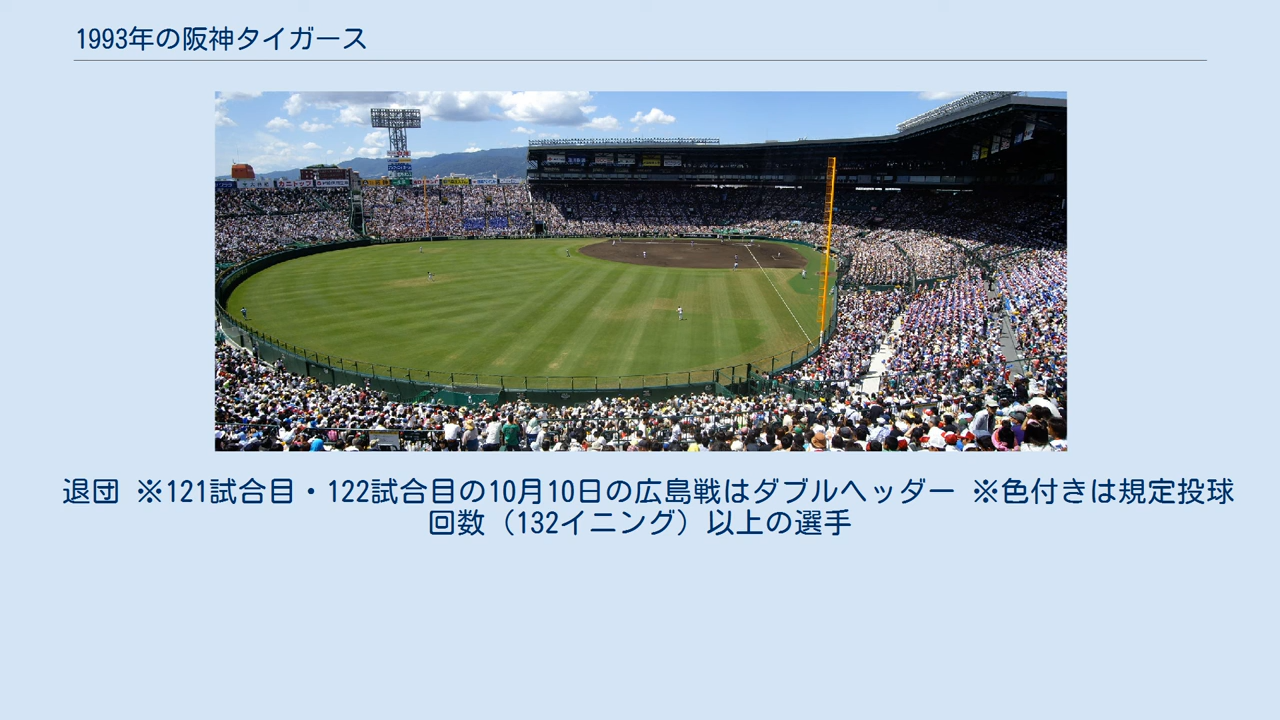 1993年の阪神タイガース
退団 ※121試合目・122試合目の10月10日の広島戦はダブルヘッダー ※色付きは規定投球
回数（132イニング）以上の選手